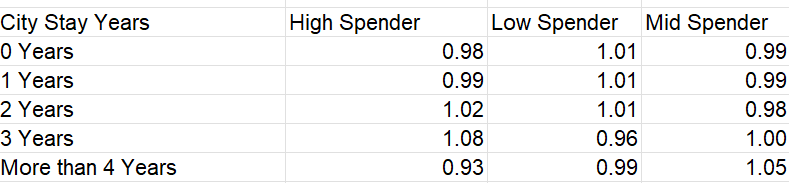 City Stay Years High Spender Low Spender Mid Spender
0 Years 0.98 1.01 0.99
1 Years 0.99 1.01 0.99
2 Years 1.02 1.01 0.98
3 Years 1.08 0.96 1.00
More than 4 Years 0.93 0.99 1.05